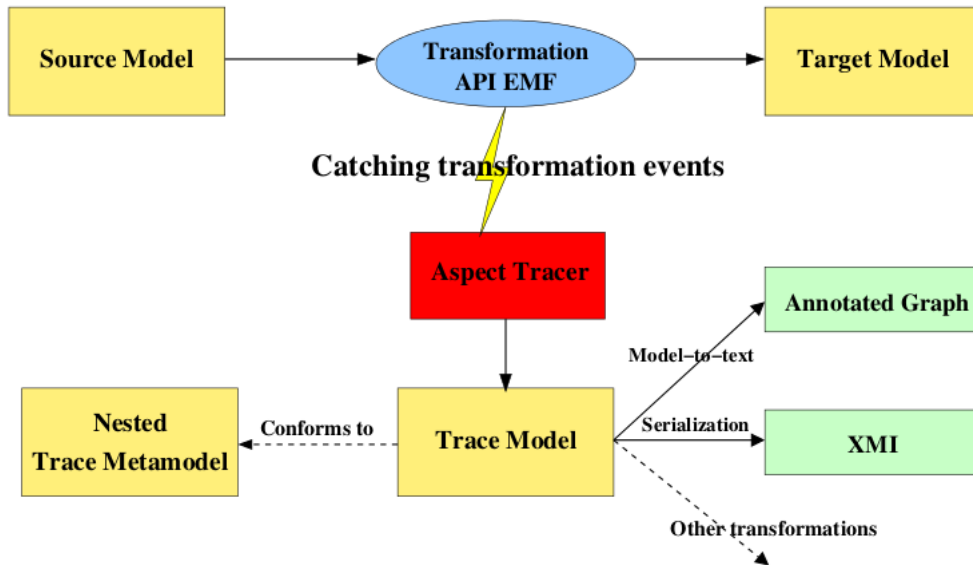 Source Model
Transformation
API EMF
Target Model
Catching transformation events
Aspect Tracer
Annotated Graph
Model-to-text
Nested
Trace Metamodel
Conforms to
Trace Model
Serialization
XMI
Other transformations